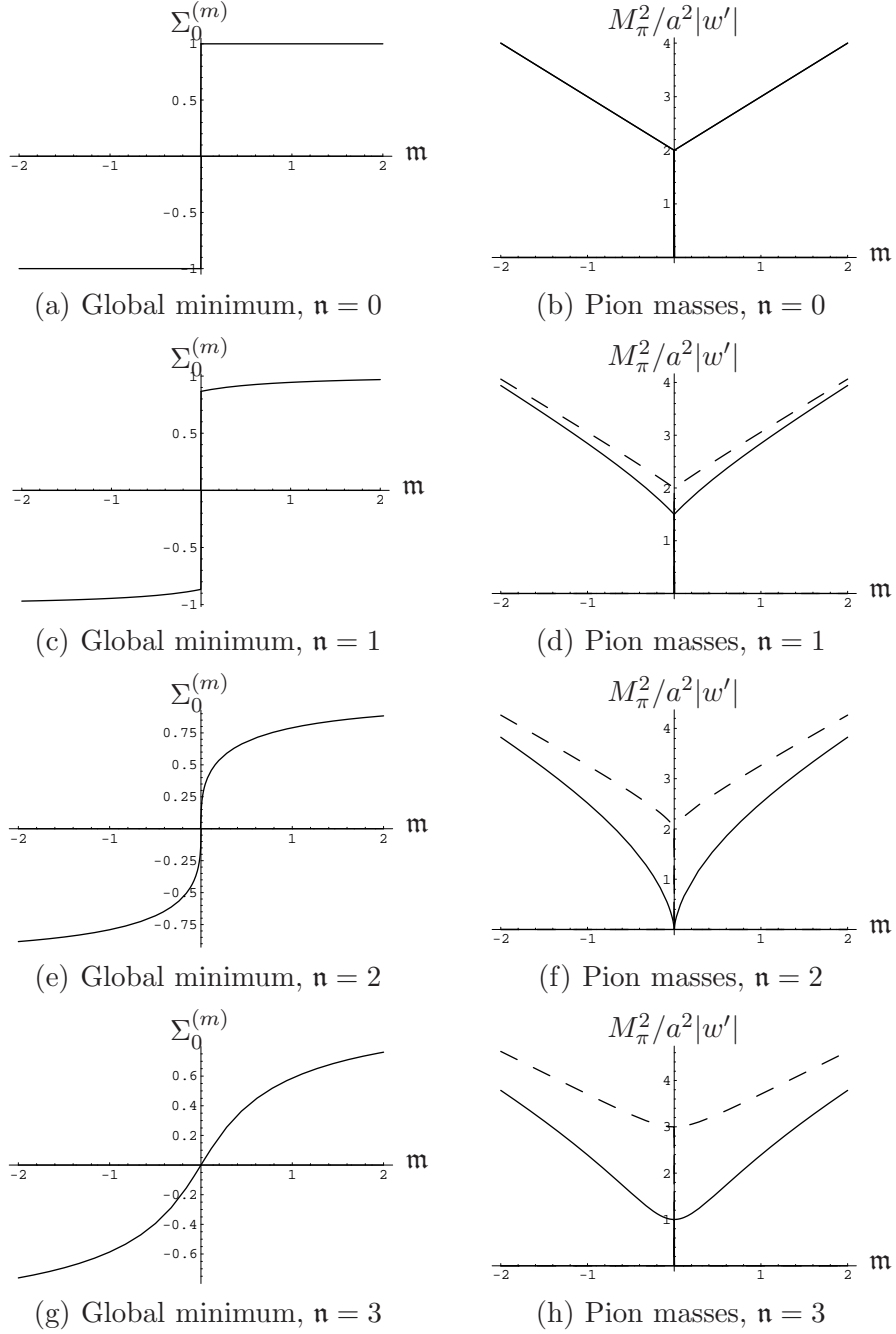 Σ₀^{(m)}
1
0.5
-2 -1 1 2 𝔪
-0.5
-1
(a) Global minimum, 𝔫 = 0
M_π^2/a^2|w′|
4
3
2
1
-2 -1 1 2 𝔪
(b) Pion masses, 𝔫 = 0
Σ₀^{(m)}
1
0.5
-2 -1 1 2 𝔪
-0.5
-1
(c) Global minimum, 𝔫 = 1
M_π^2/a^2|w′|
4
3
2
1
-2 -1 1 2 𝔪
(d) Pion masses, 𝔫 = 1
Σ₀^{(m)}
0.75
0.5
0.25
-2 -1 1 2 𝔪
-0.25
-0.5
-0.75
(e) Global minimum, 𝔫 = 2
M_π^2/a^2|w′|
4
3
2
1
-2 -1 1 2 𝔪
(f) Pion masses, 𝔫 = 2
Σ₀^{(m)}
0.6
0.4
0.2
-2 -1 1 2 𝔪
-0.2
-0.4
-0.6
(g) Global minimum, 𝔫 = 3
M_π^2/a^2|w′|
4
3
2
1
-2 -1 1 2 𝔪
(h) Pion masses, 𝔫 = 3